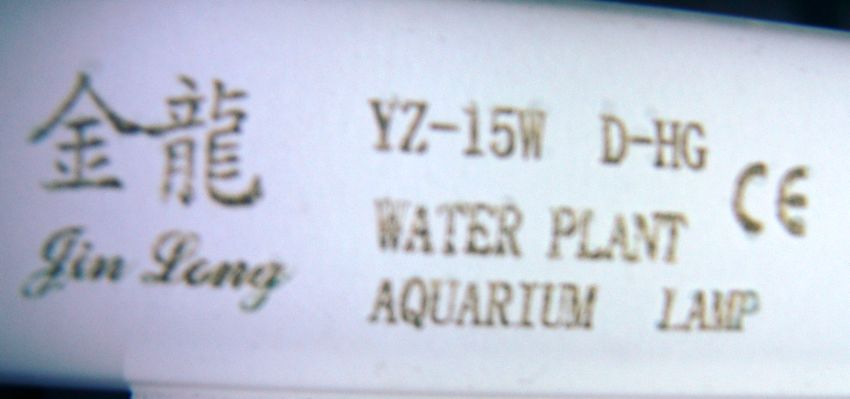 金龍
Jin Long
YZ-15W D-HG
WATER PLANT
AQUARIUM LAMP
CE